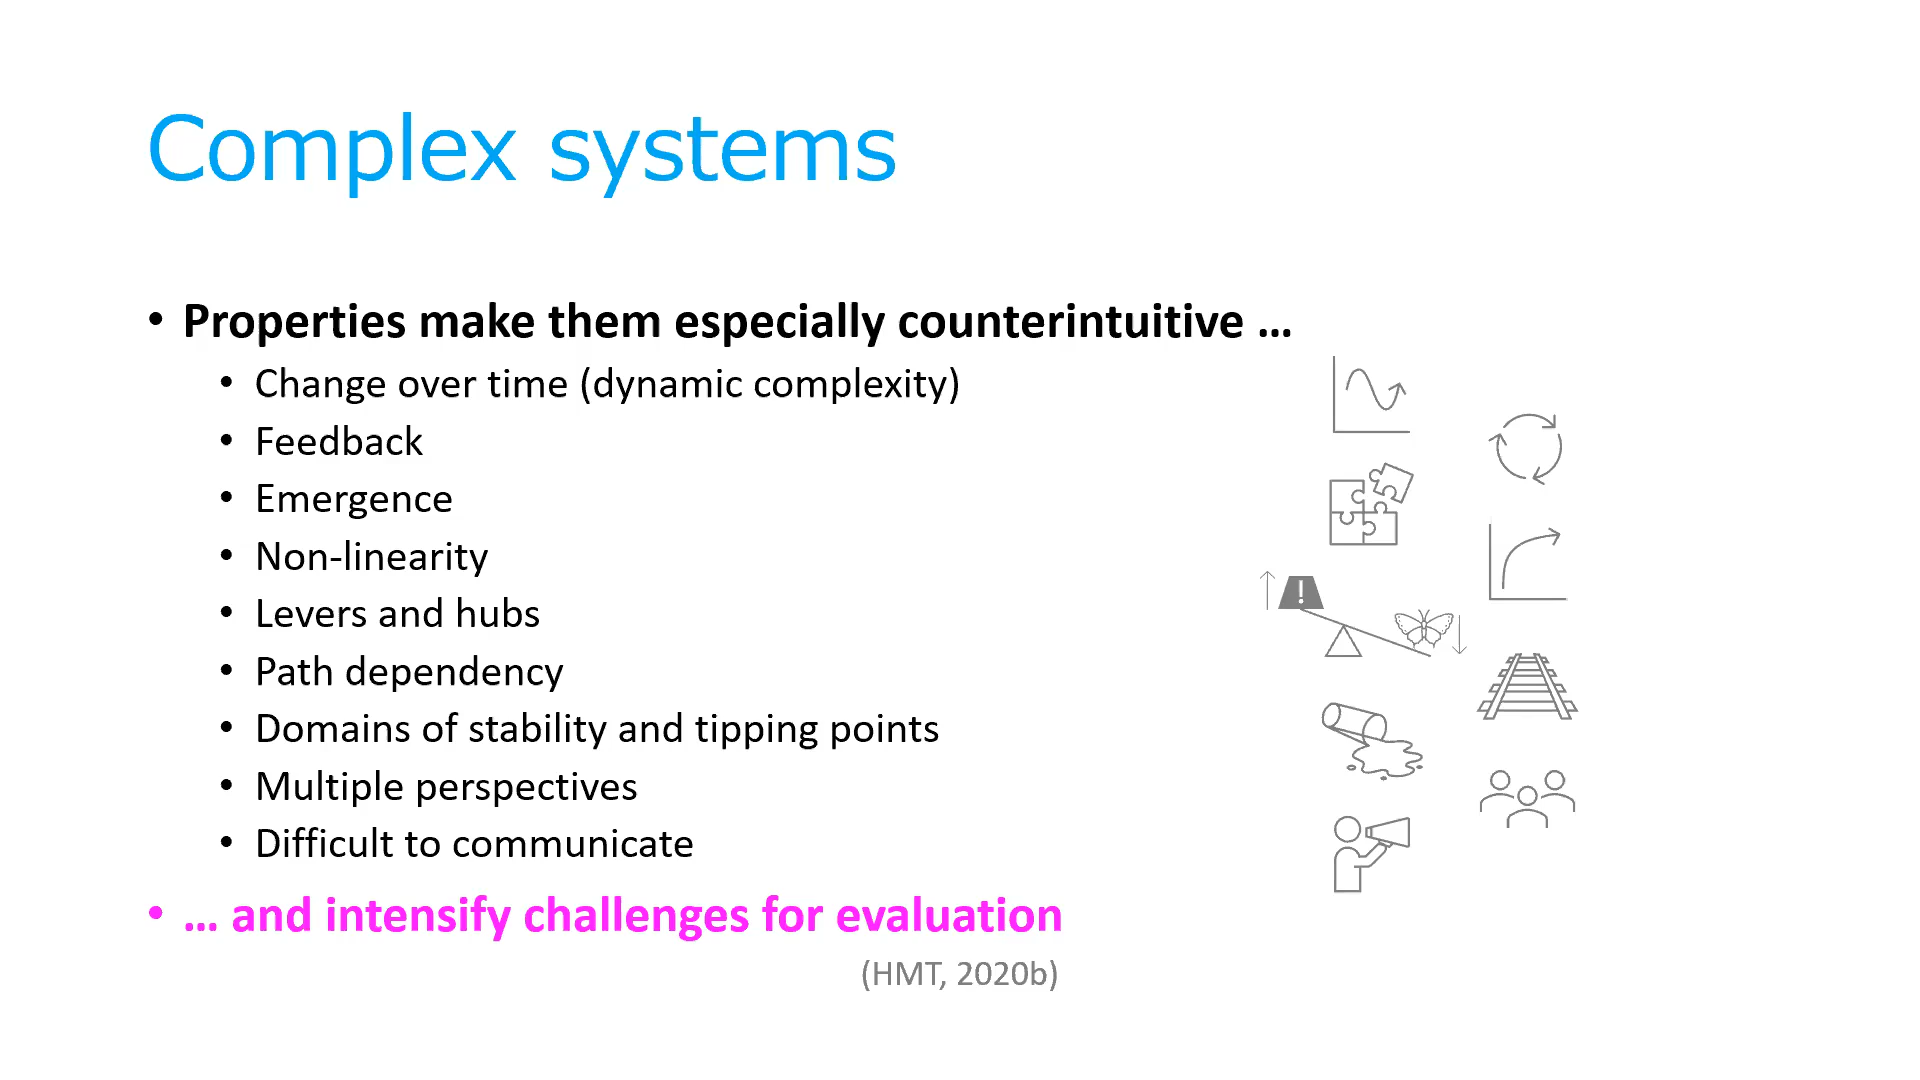 Complex systems
• Properties make them especially counterintuitive ...
• Change over time (dynamic complexity)
• Feedback
• Emergence
• Non-linearity
• Levers and hubs
• Path dependency
• Domains of stability and tipping points
• Multiple perspectives
• Difficult to communicate
• ... and intensify challenges for evaluation
(HMT, 2020b)
!